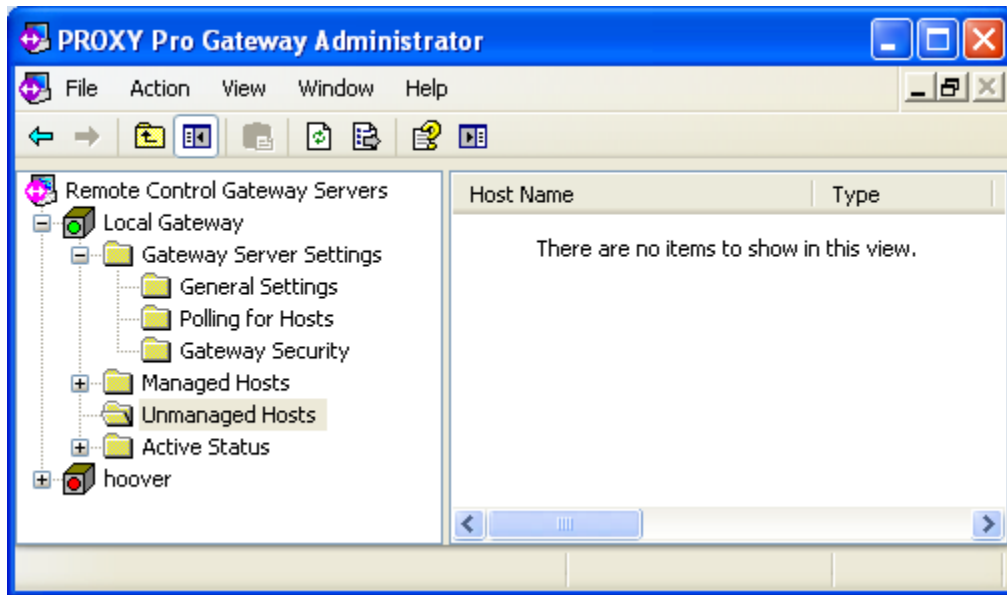 PROXY Pro Gateway Administrator
File Action View Window Help
Remote Control Gateway Servers
Local Gateway
Gateway Server Settings
General Settings
Polling for Hosts
Gateway Security
Managed Hosts
Unmanaged Hosts
Active Status
hoover
Host Name Type
There are no items to show in this view.